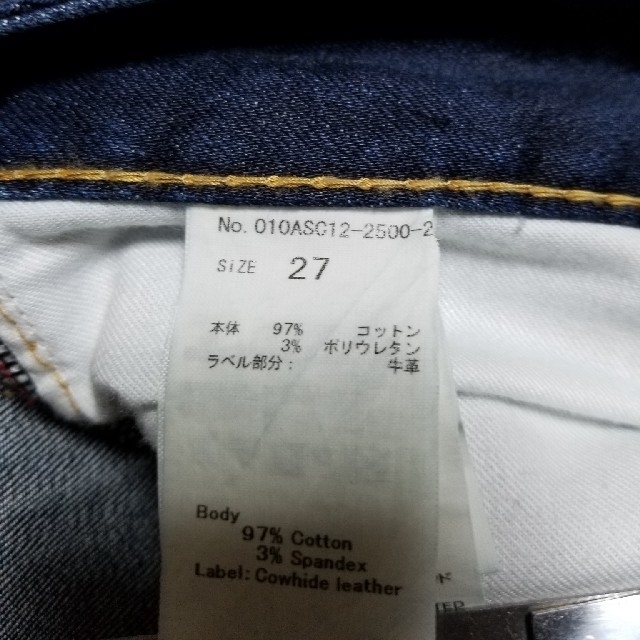 No. 010ASC12-2500-2
SIZE 27
本体 97% コットン
3% ポリウレタン
ラベル部分: 牛革
Body
97% Cotton
3% Spandex
Label: Cowhide leather